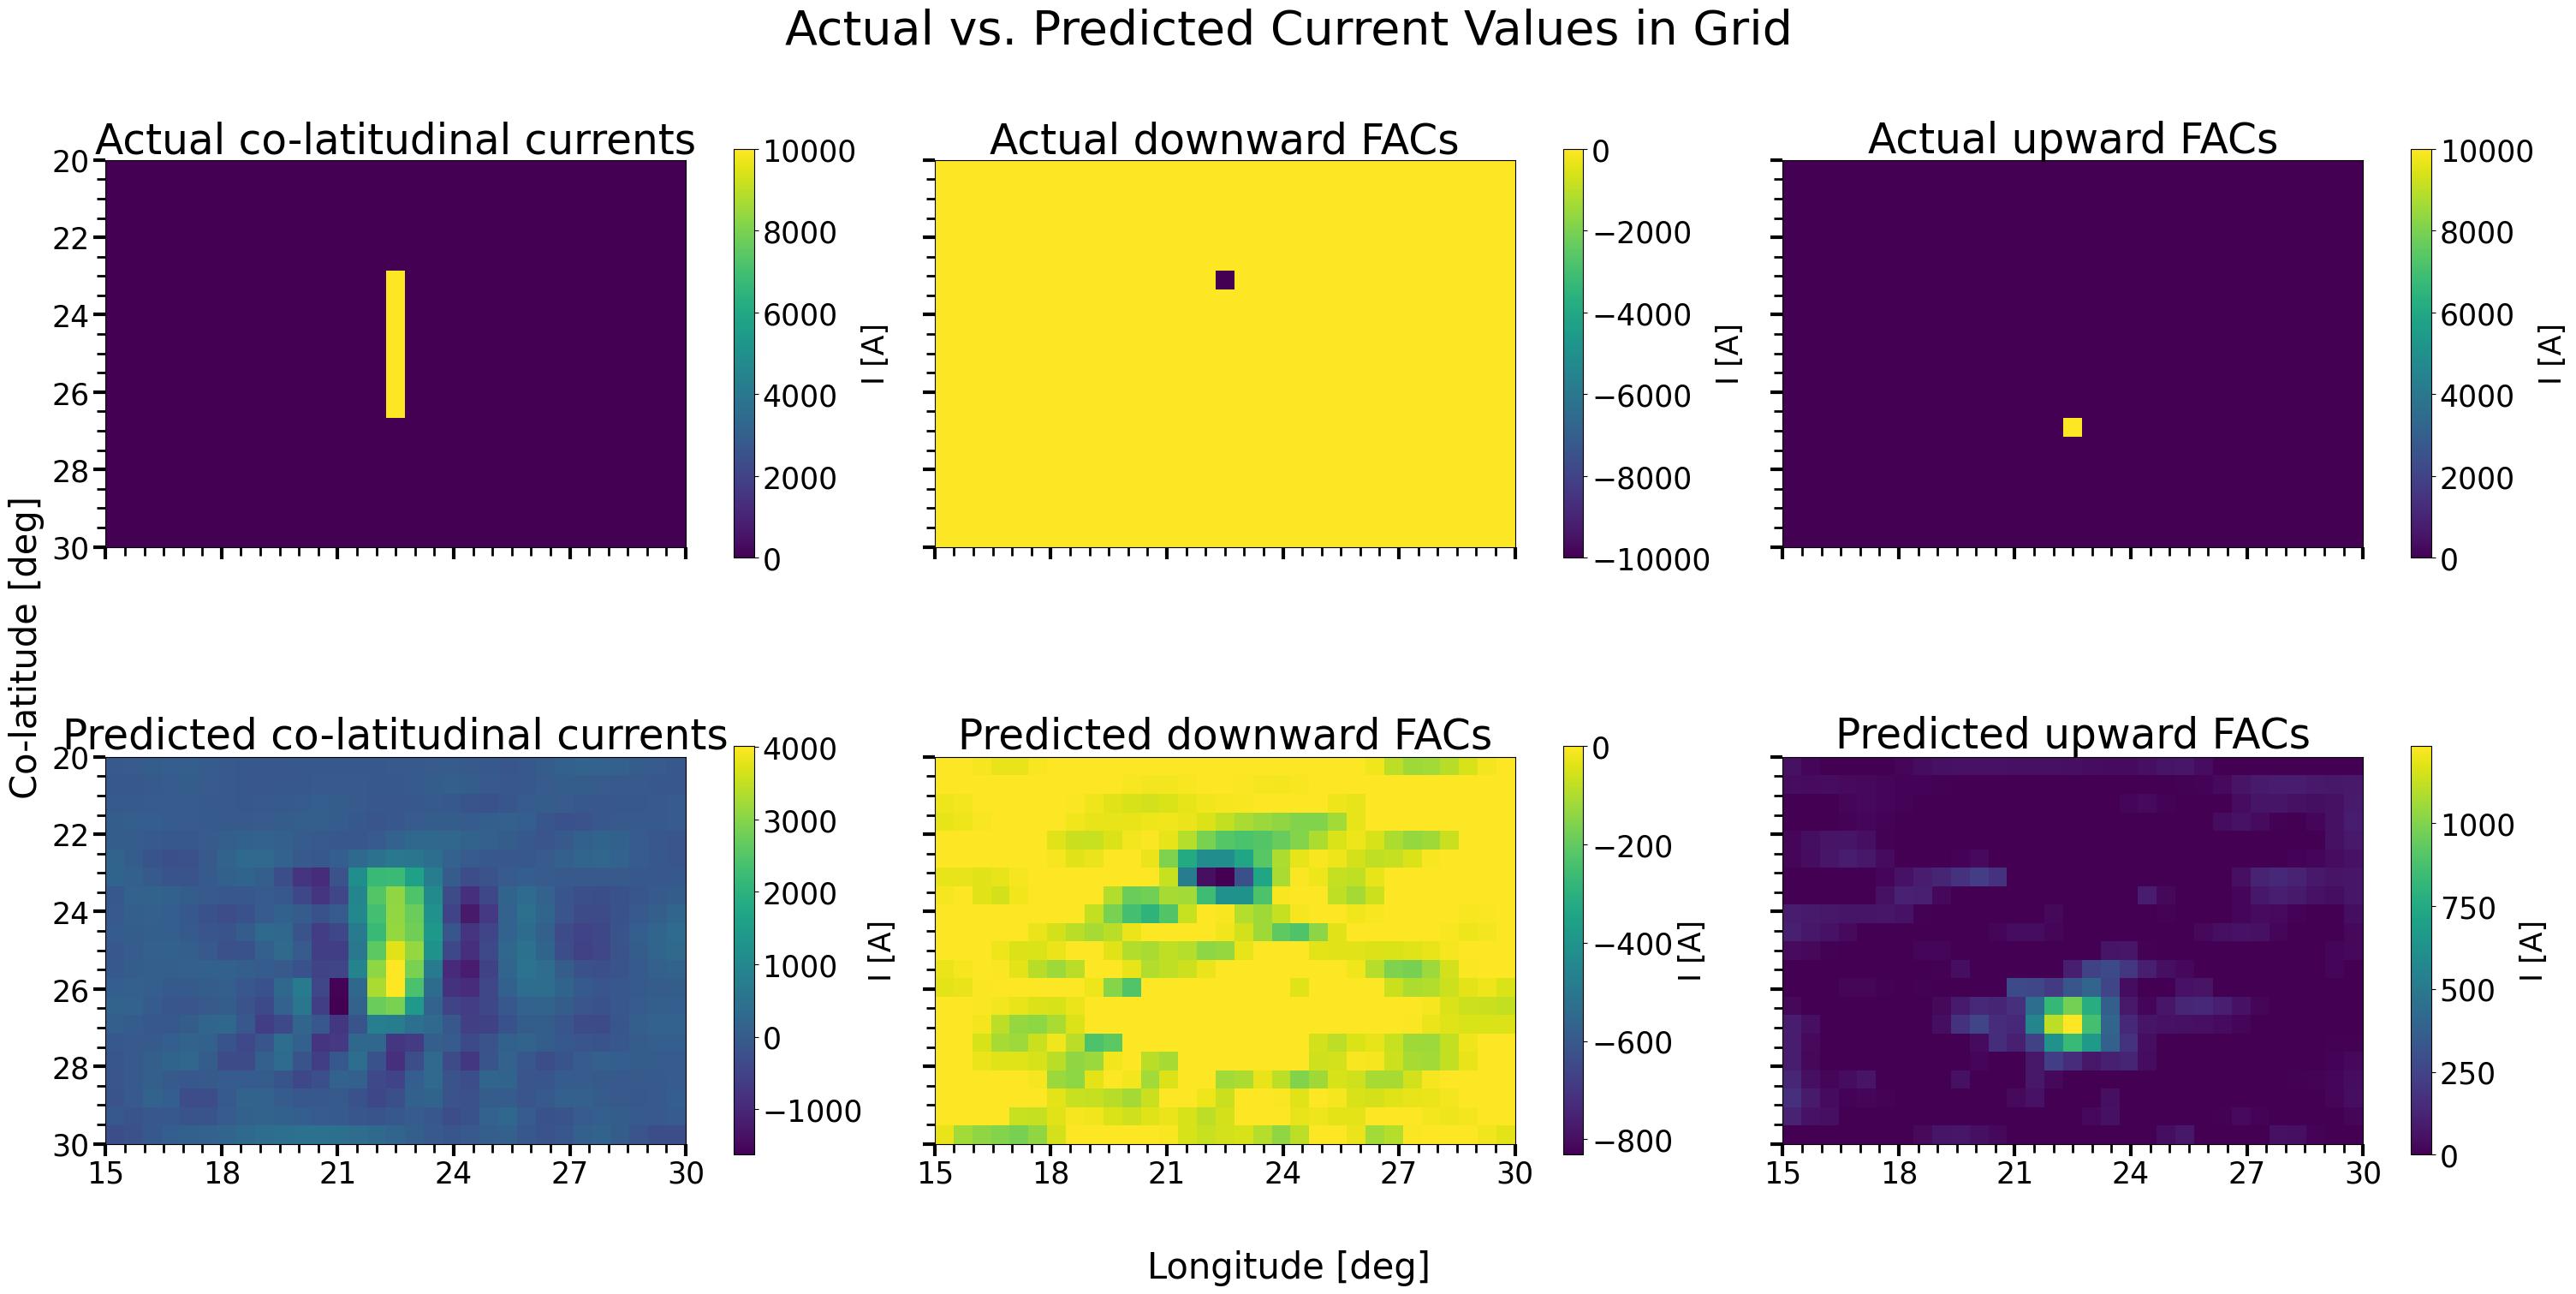 Actual vs. Predicted Current Values in Grid
Actual co-latitudinal currents
20
22
24
26
28
30
10000
8000
6000
4000
2000
0
I [A]
Actual downward FACs
0
−2000
−4000
−6000
−8000
−10000
I [A]
Actual upward FACs
10000
8000
6000
4000
2000
0
I [A]
Co-latitude [deg]
Predicted co-latitudinal currents
20
22
24
26
28
30
15 18 21 24 27 30
4000
3000
2000
1000
0
−1000
I [A]
Predicted downward FACs
15 18 21 24 27 30
0
−200
−400
−600
−800
I [A]
Predicted upward FACs
15 18 21 24 27 30
1000
750
500
250
0
I [A]
Longitude [deg]